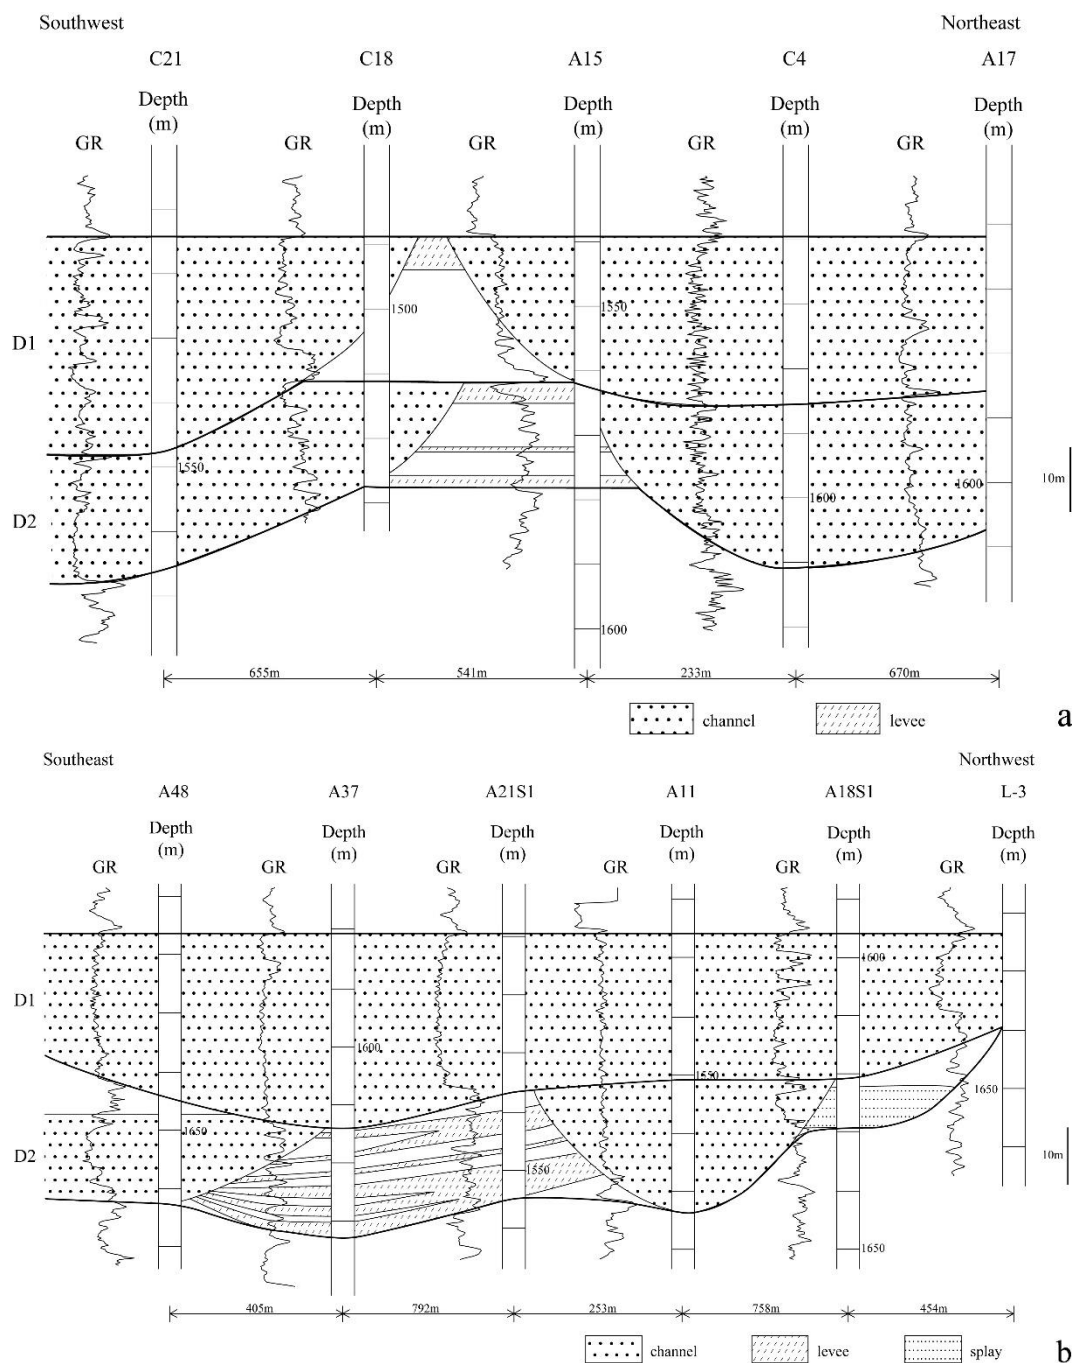 Southwest Northeast
C21 C18 A15 C4 A17
Depth Depth Depth Depth Depth
(m) (m) (m) (m) (m)
GR GR GR GR GR
1500 1550
D1
1550 1600 1600
10m
D2
1600
655m 541m 233m 670m
channel levee a
Southeast Northwest
A48 A37 A21S1 A11 A18S1 L-3
Depth Depth Depth Depth Depth Depth
(m) (m) (m) (m) (m) (m)
GR GR GR GR GR GR
1600
D1
1600 1550 1650
1650
D2
1550
10m
1650
405m 792m 253m 758m 454m
channel levee splay b